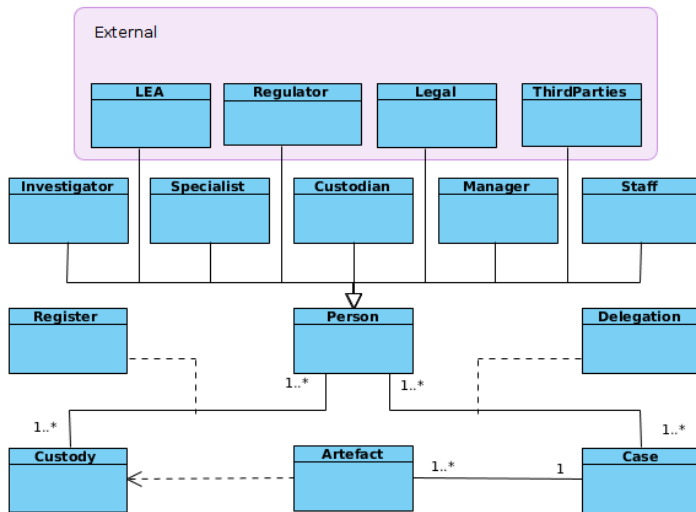 External
LEA
Regulator
Legal
ThirdParties
Investigator
Specialist
Custodian
Manager
Staff
Register
Person
Delegation
1..*
1..*
1..*
1..*
Custody
Artefact
1..*
1
Case